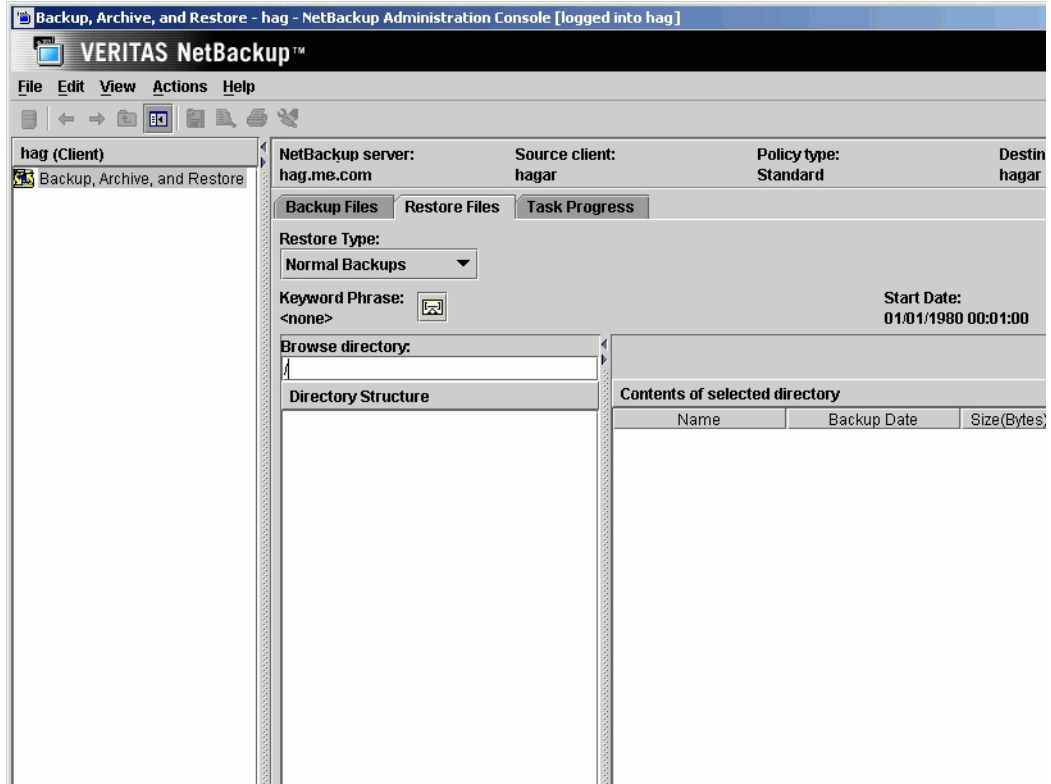 Backup, Archive, and Restore - hag - NetBackup Administration Console [logged into hag]
VERITAS NetBackup™
File Edit View Actions Help
hag (Client)
Backup, Archive, and Restore
NetBackup server: Source client: Policy type: Destin
hag.me.com hagar Standard hagar
Backup Files Restore Files Task Progress
Restore Type:
Normal Backups
Keyword Phrase: Start Date:
<none> 01/01/1980 00:01:00
Browse directory:
/
Directory Structure Contents of selected directory
Name Backup Date Size(Bytes)